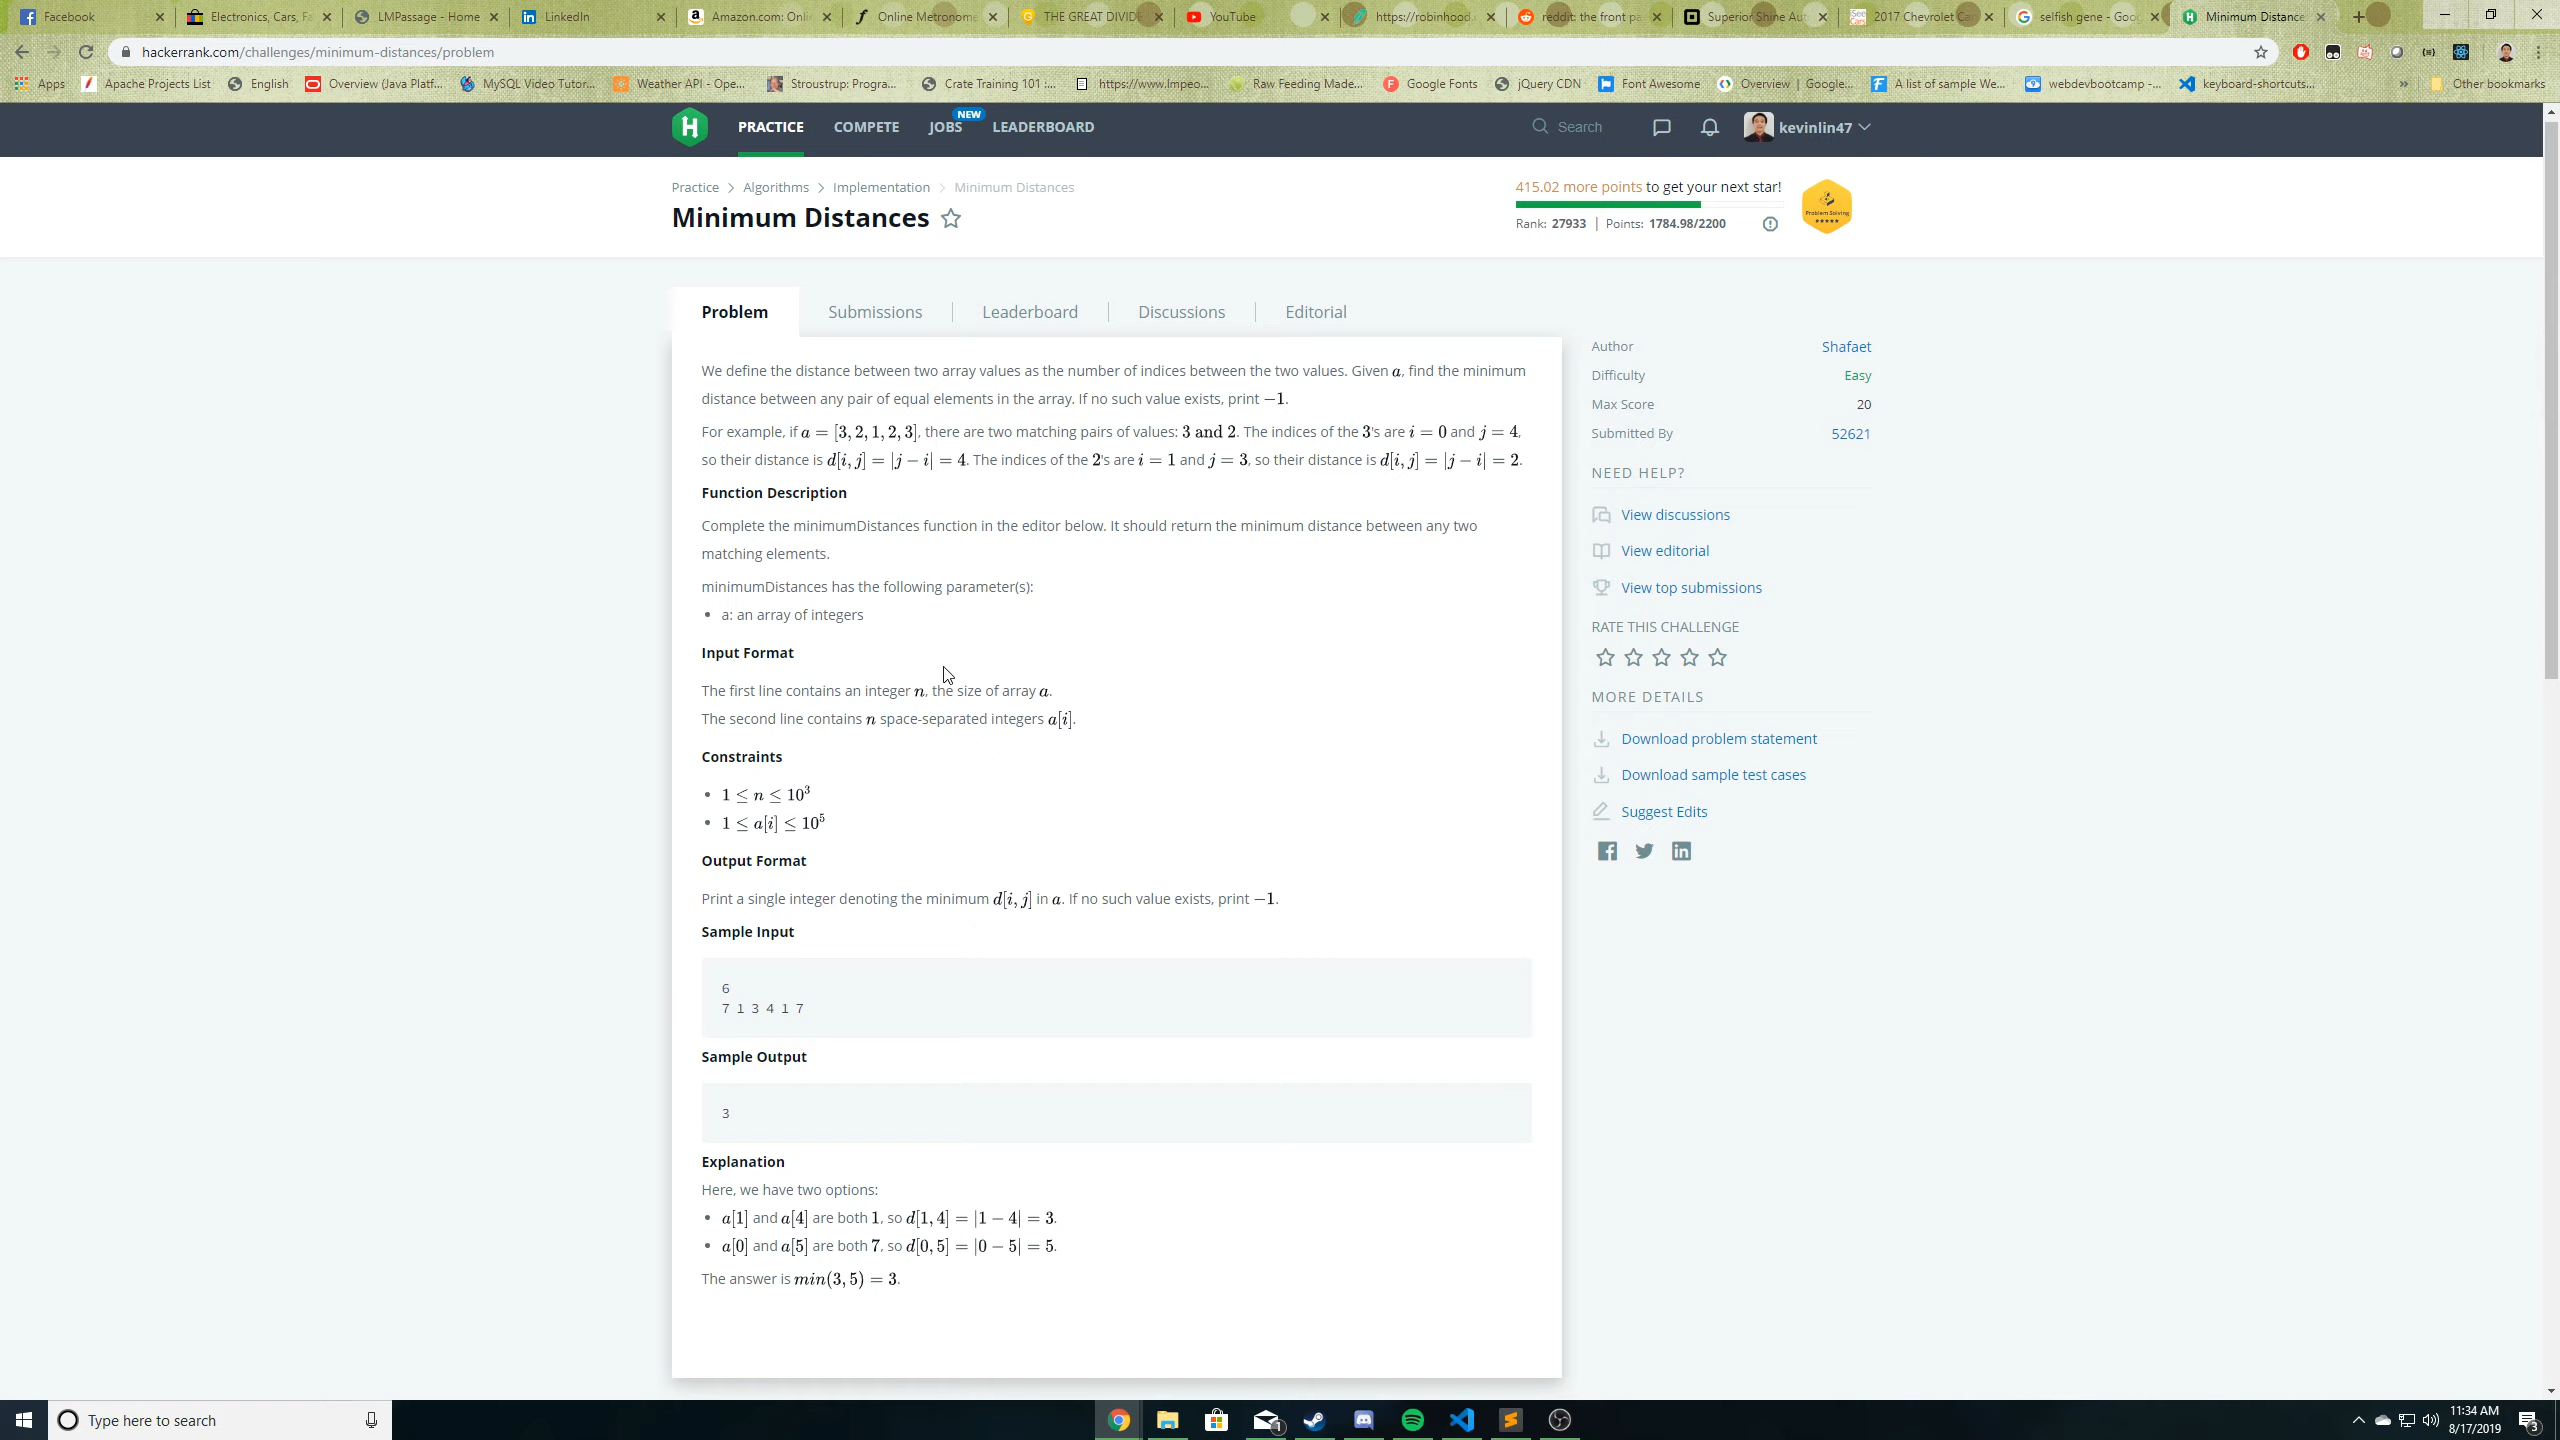 Facebook
Electronics, Cars, Fa
LMPassage - Home
LinkedIn
Amazon.com: Onli
Online Metronome
THE GREAT DIVIDE
YouTube
https://robinhood.
reddit: the front pa
Superior Shine Au
2017 Chevrolet Ca
selfish gene - Goo
Minimum Distance
hackerrank.com/challenges/minimum-distances/problem
Apps
Apache Projects List
English
Overview (Java Platf...
MySQL Video Tutor...
Weather API - Ope...
Stroustrup: Progra...
Crate Training 101 :...
https://www.lmpeo...
Raw Feeding Made...
Google Fonts
jQuery CDN
Font Awesome
Overview | Google...
A list of sample We...
webdevbootcamp -...
keyboard-shortcuts...
»
Other bookmarks
H
PRACTICE
COMPETE
JOBS
NEW
LEADERBOARD
Search
kevinlin47
Practice > Algorithms > Implementation > Minimum Distances
Minimum Distances
415.02 more points to get your next star!
Rank: 27933 | Points: 1784.98/2200
Problem Solving
Problem
Submissions
Leaderboard
Discussions
Editorial
We define the distance between two array values as the number of indices between the two values. Given a, find the minimum
distance between any pair of equal elements in the array. If no such value exists, print −1.
For example, if a = [3, 2, 1, 2, 3], there are two matching pairs of values: 3 and 2. The indices of the 3's are i = 0 and j = 4,
so their distance is d[i, j] = |j − i| = 4. The indices of the 2's are i = 1 and j = 3, so their distance is d[i, j] = |j − i| = 2.
Function Description
Complete the minimumDistances function in the editor below. It should return the minimum distance between any two
matching elements.
minimumDistances has the following parameter(s):
• a: an array of integers
Input Format
The first line contains an integer n, the size of array a.
The second line contains n space-separated integers a[i].
Constraints
• 1 ≤ n ≤ 10³
• 1 ≤ a[i] ≤ 10⁵
Output Format
Print a single integer denoting the minimum d[i, j] in a. If no such value exists, print −1.
Sample Input
6
7 1 3 4 1 7
Sample Output
3
Explanation
Here, we have two options:
• a[1] and a[4] are both 1, so d[1, 4] = |1 − 4| = 3.
• a[0] and a[5] are both 7, so d[0, 5] = |0 − 5| = 5.
The answer is min(3, 5) = 3.
Author Shafaet
Difficulty Easy
Max Score 20
Submitted By 52621
NEED HELP?
View discussions
View editorial
View top submissions
RATE THIS CHALLENGE
MORE DETAILS
Download problem statement
Download sample test cases
Suggest Edits
Type here to search
1
11:34 AM
8/17/2019
3